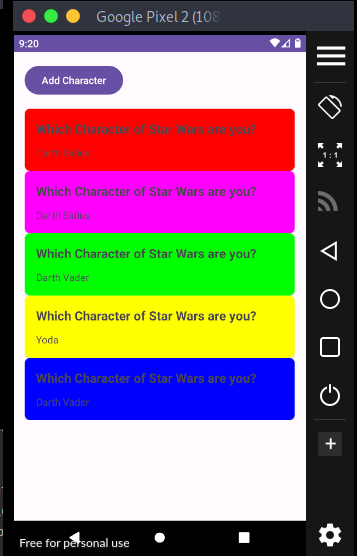 Google Pixel 2 (108
9:20
Add Character
Which Character of Star Wars are you?
Darth Sidius
Which Character of Star Wars are you?
Darth Sidius
Which Character of Star Wars are you?
Darth Vader
Which Character of Star Wars are you?
Yoda
Which Character of Star Wars are you?
Darth Vader
1:1
Free for personal use